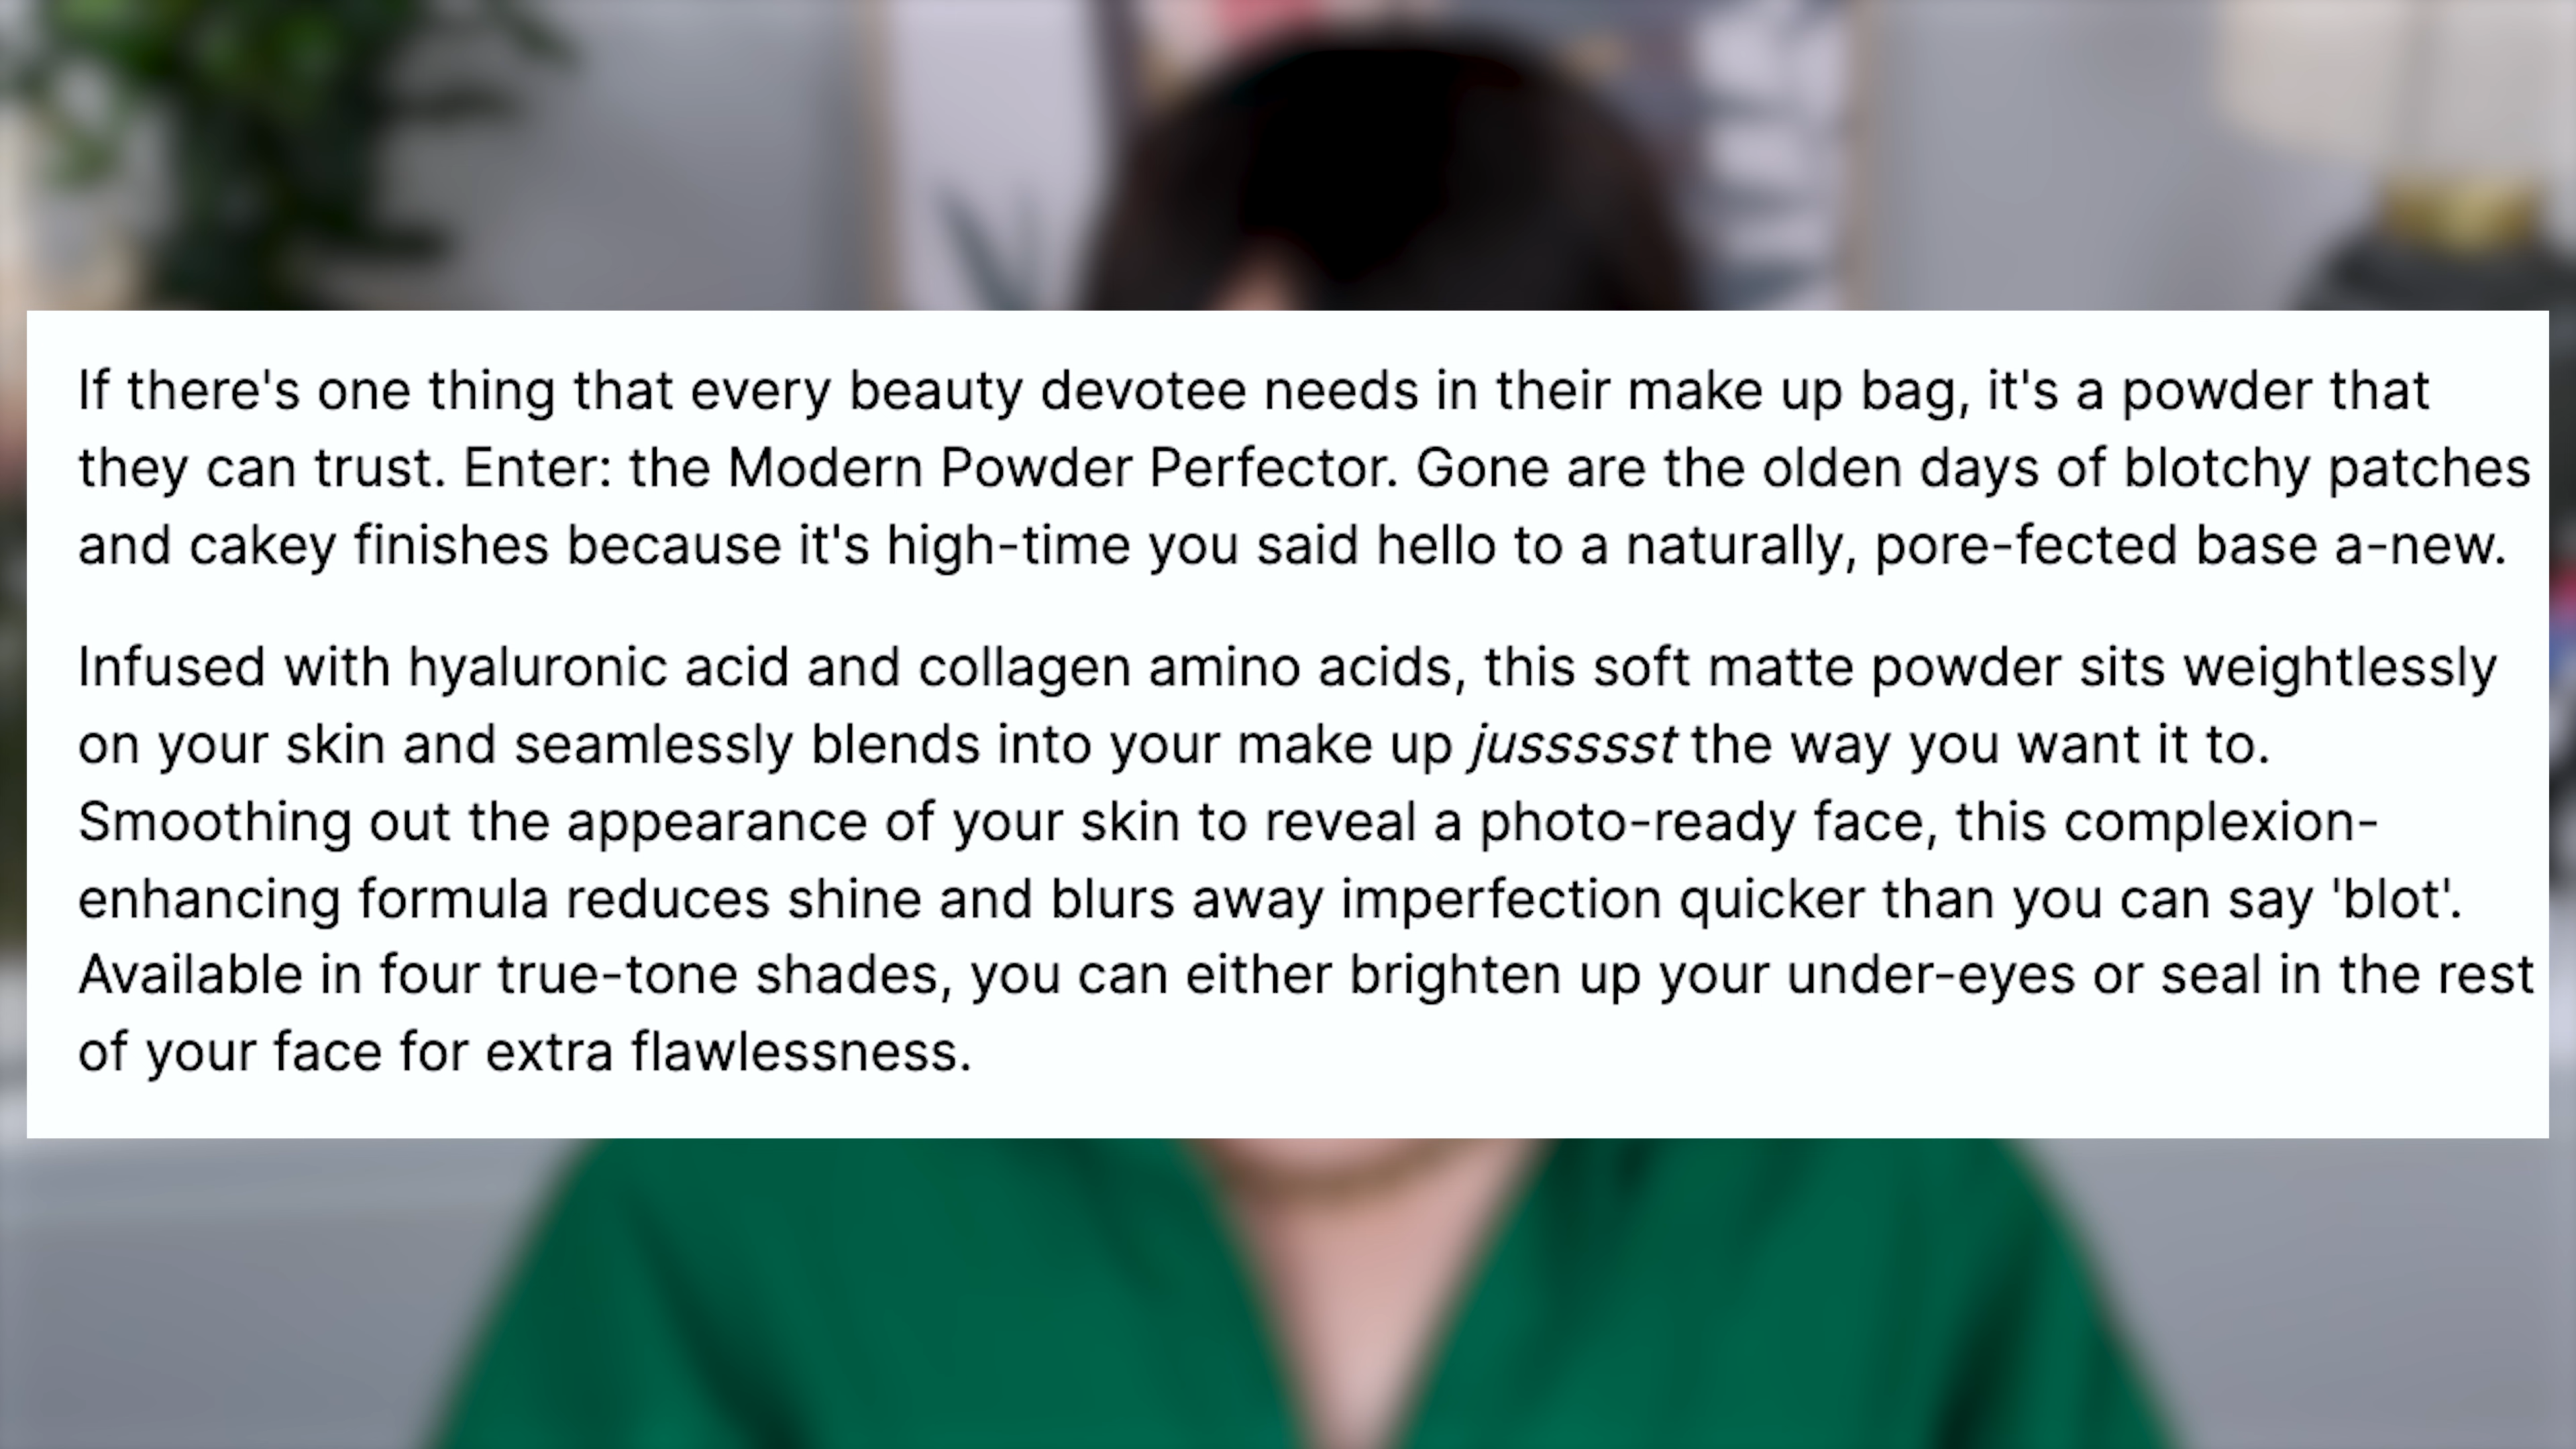 If there's one thing that every beauty devotee needs in their make up bag, it's a powder that
they can trust. Enter: the Modern Powder Perfector. Gone are the olden days of blotchy patches
and cakey finishes because it's high-time you said hello to a naturally, pore-fected base a-new.
Infused with hyaluronic acid and collagen amino acids, this soft matte powder sits weightlessly
on your skin and seamlessly blends into your make up jussssst the way you want it to.
Smoothing out the appearance of your skin to reveal a photo-ready face, this complexion-
enhancing formula reduces shine and blurs away imperfection quicker than you can say 'blot'.
Available in four true-tone shades, you can either brighten up your under-eyes or seal in the rest
of your face for extra flawlessness.